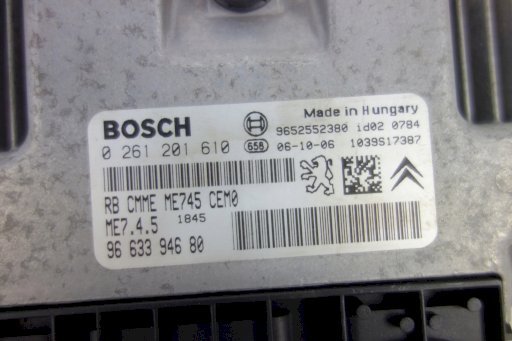 BOSCH
Made in Hungary
9652552380 id02 0784
0 261 201 610 658 06-10-06 1039S17387
RB CMME ME745 CEM0
ME7.4.5 1845
96 633 946 80